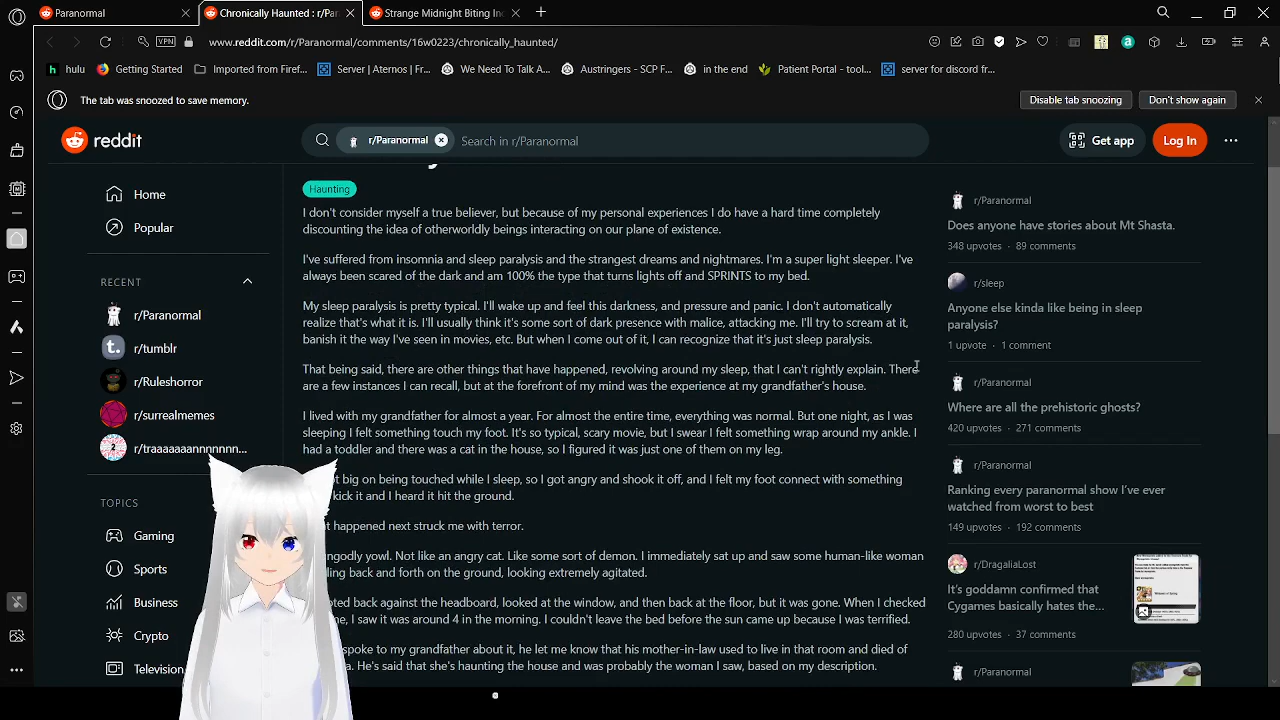 Paranormal
Chronically Haunted : r/Par
Strange Midnight Biting In
VPN
www.reddit.com/r/Paranormal/comments/16w0223/chronically_haunted/
hulu
Getting Started
Imported from Firef...
Server | Aternos | Fr...
We Need To Talk A...
Austringers - SCP F...
in the end
Patient Portal - tool...
server for discord fr...
The tab was snoozed to save memory.
Disable tab snoozing
Don't show again
reddit
r/Paranormal
Search in r/Paranormal
Get app
Log In
Home
Popular
RECENT
r/Paranormal
r/tumblr
r/Ruleshorror
r/surrealmemes
r/traaaaaaannnnnnn...
TOPICS
Gaming
Sports
Business
Crypto
Television
Haunting
I don't consider myself a true believer, but because of my personal experiences I do have a hard time completely
discounting the idea of otherworldly beings interacting on our plane of existence.
I've suffered from insomnia and sleep paralysis and the strangest dreams and nightmares. I'm a super light sleeper. I've
always been scared of the dark and am 100% the type that turns lights off and SPRINTS to my bed.
My sleep paralysis is pretty typical. I'll wake up and feel this darkness, and pressure and panic. I don't automatically
realize that's what it is. I'll usually think it's some sort of dark presence with malice, attacking me. I'll try to scream at it,
banish it the way I've seen in movies, etc. But when I come out of it, I can recognize that it's just sleep paralysis.
That being said, there are other things that have happened, revolving around my sleep, that I can't rightly explain. There
are a few instances I can recall, but at the forefront of my mind was the experience at my grandfather's house.
I lived with my grandfather for almost a year. For almost the entire time, everything was normal. But one night, as I was
sleeping I felt something touch my foot. It's so typical, scary movie, but I swear I felt something wrap around my ankle. I
had a toddler and there was a cat in the house, so I figured it was just one of them on my leg.
big on being touched while I sleep, so I got angry and shook it off, and I felt my foot connect with something
kick it and I heard it hit the ground.
happened next struck me with terror.
ngodly yowl. Not like an angry cat. Like some sort of demon. I immediately sat up and saw some human-like woman
ling back and forth on the ground, looking extremely agitated.
oted back against the headboard, looked at the window, and then back at the floor, but it was gone. When I checked
I saw it was around 4 in the morning. I couldn't leave the bed before the sun came up because I was terrified.
spoke to my grandfather about it, he let me know that his mother-in-law used to live in that room and died of
He's said that she's haunting the house and was probably the woman I saw, based on my description.
r/Paranormal
Does anyone have stories about Mt Shasta.
348 upvotes · 89 comments
r/sleep
Anyone else kinda like being in sleep
paralysis?
1 upvote · 1 comment
r/Paranormal
Where are all the prehistoric ghosts?
420 upvotes · 271 comments
r/Paranormal
Ranking every paranormal show I've ever
watched from worst to best
149 upvotes · 192 comments
r/DragaliaLost
It's goddamn confirmed that
Cygames basically hates the...
280 upvotes · 37 comments
r/Paranormal